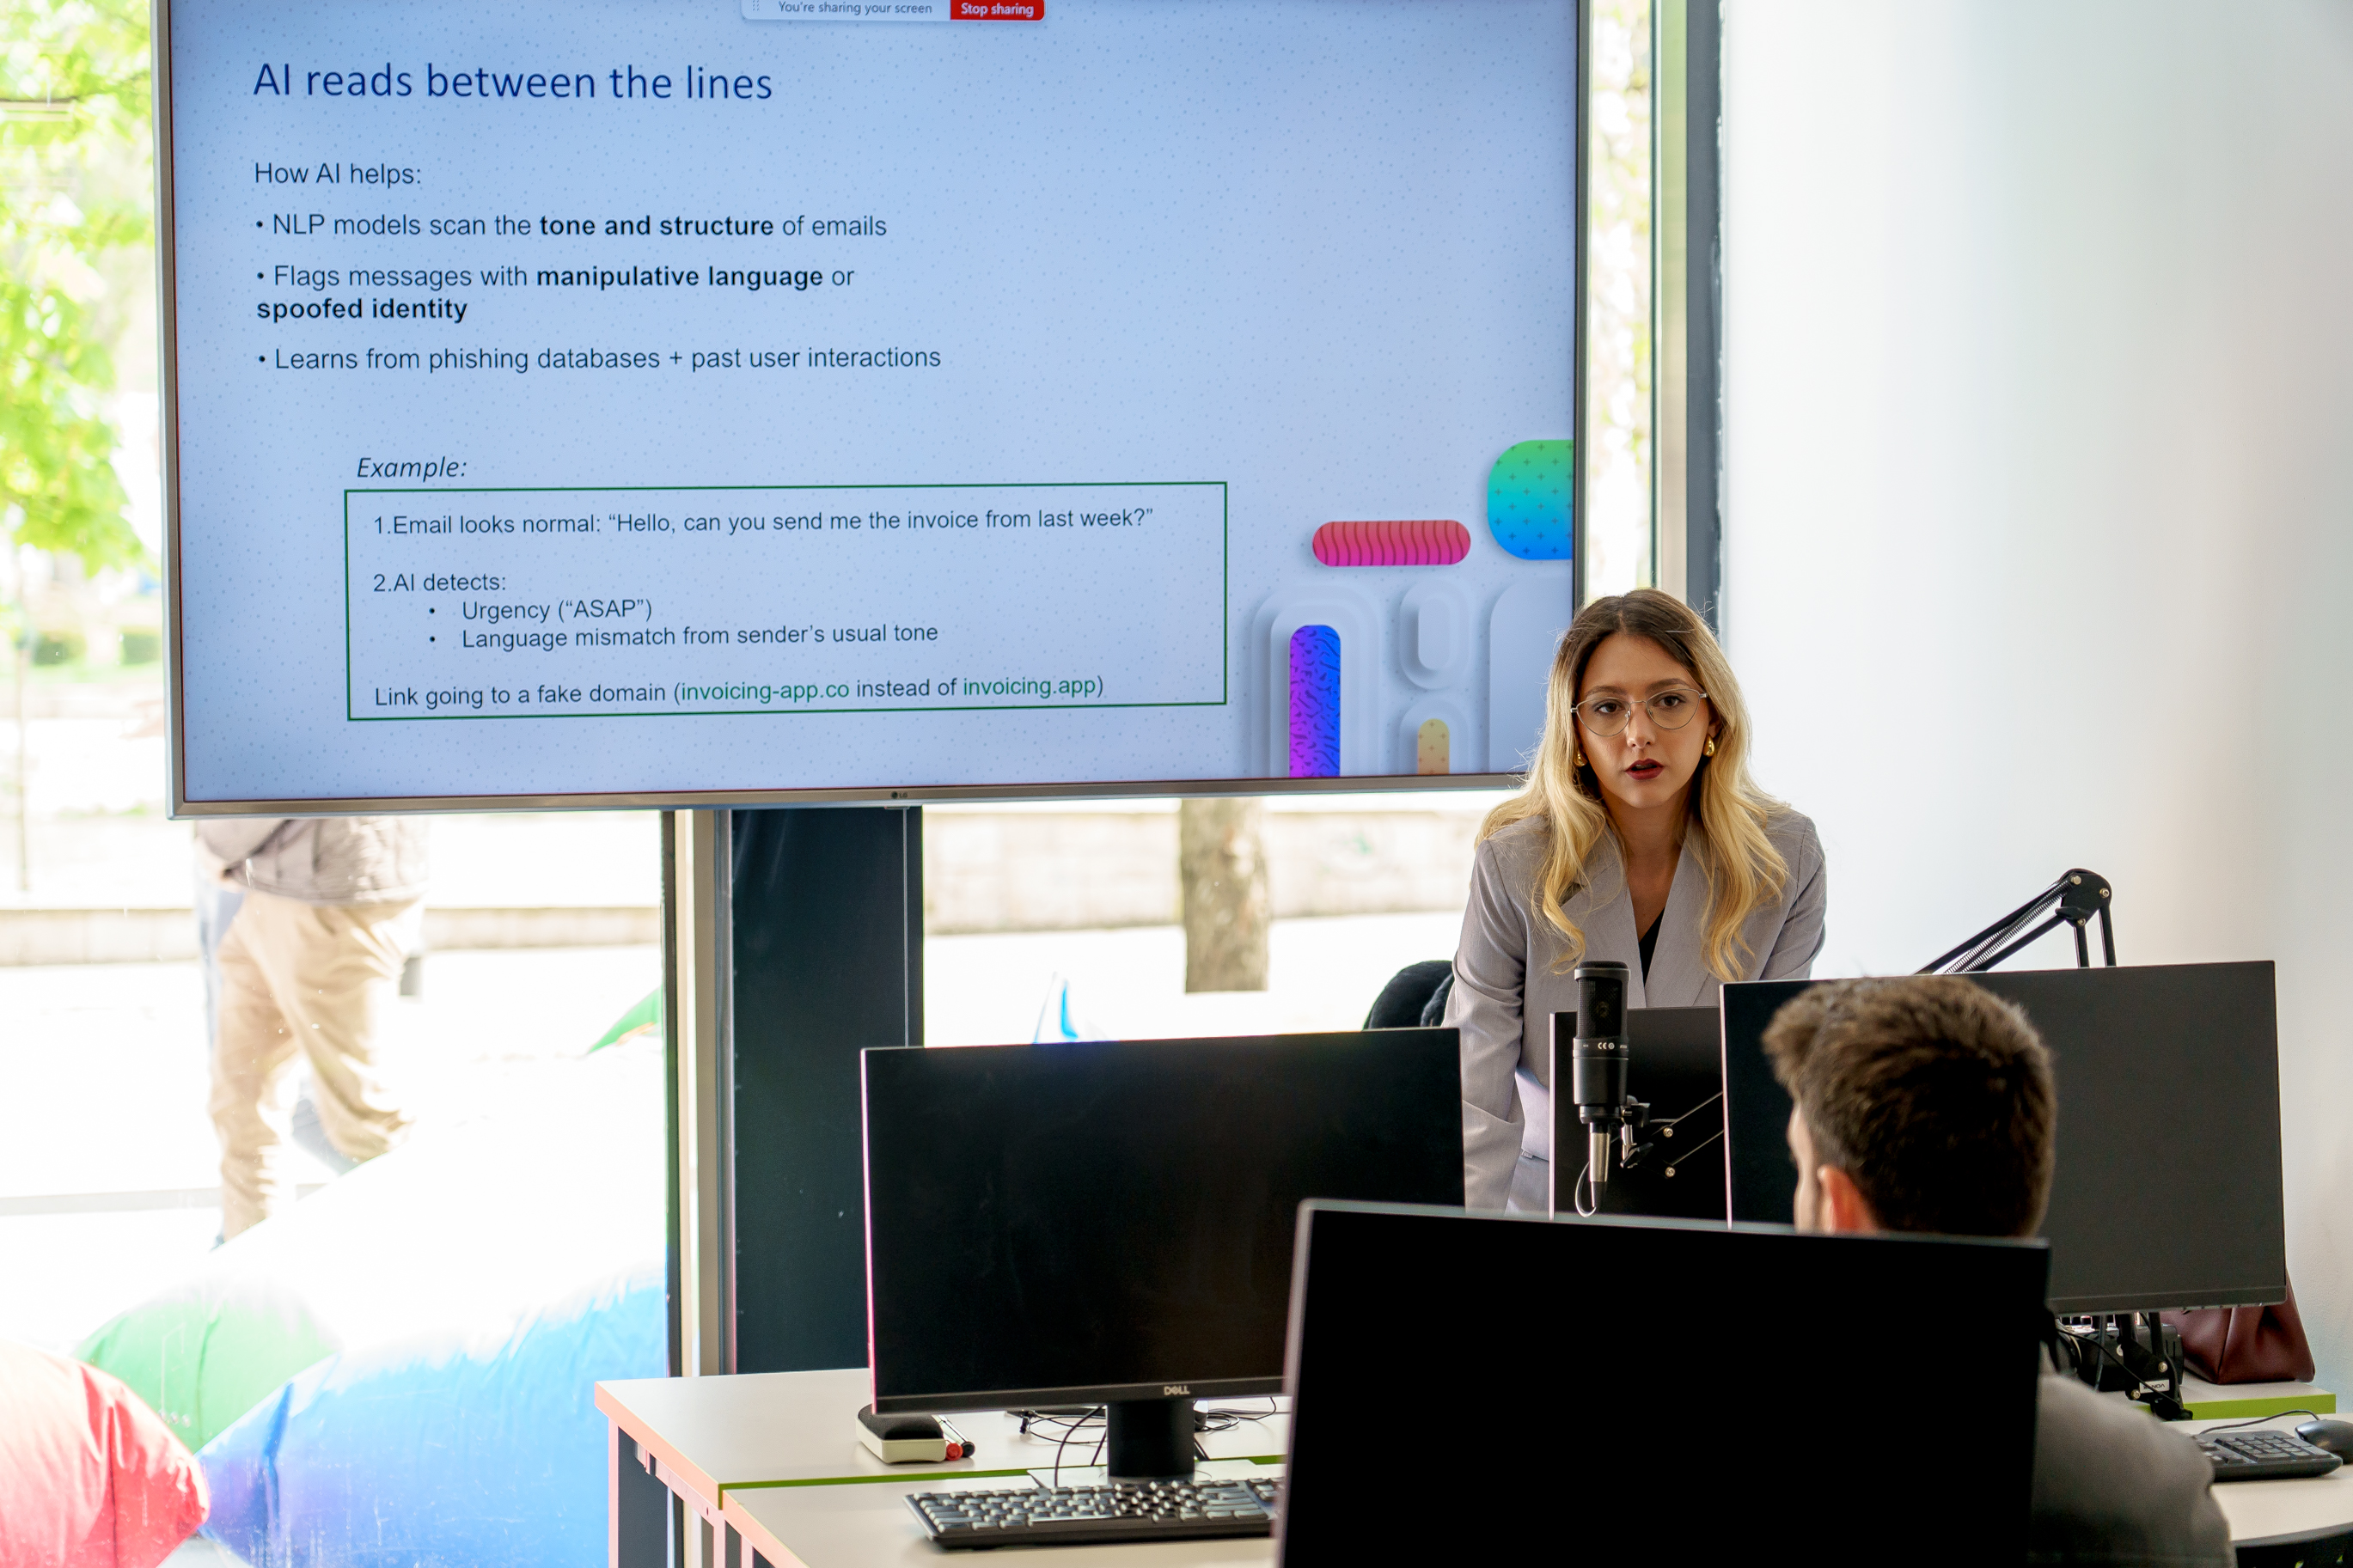 You're sharing your screen
Stop sharing
AI reads between the lines
How AI helps:
• NLP models scan the tone and structure of emails
• Flags messages with manipulative language or
spoofed identity
• Learns from phishing databases + past user interactions
Example:
1.Email looks normal: “Hello, can you send me the invoice from last week?”
2.AI detects:
• Urgency (“ASAP”)
• Language mismatch from sender’s usual tone
Link going to a fake domain (invoicing-app.co instead of invoicing.app)
LG
CE
DELL